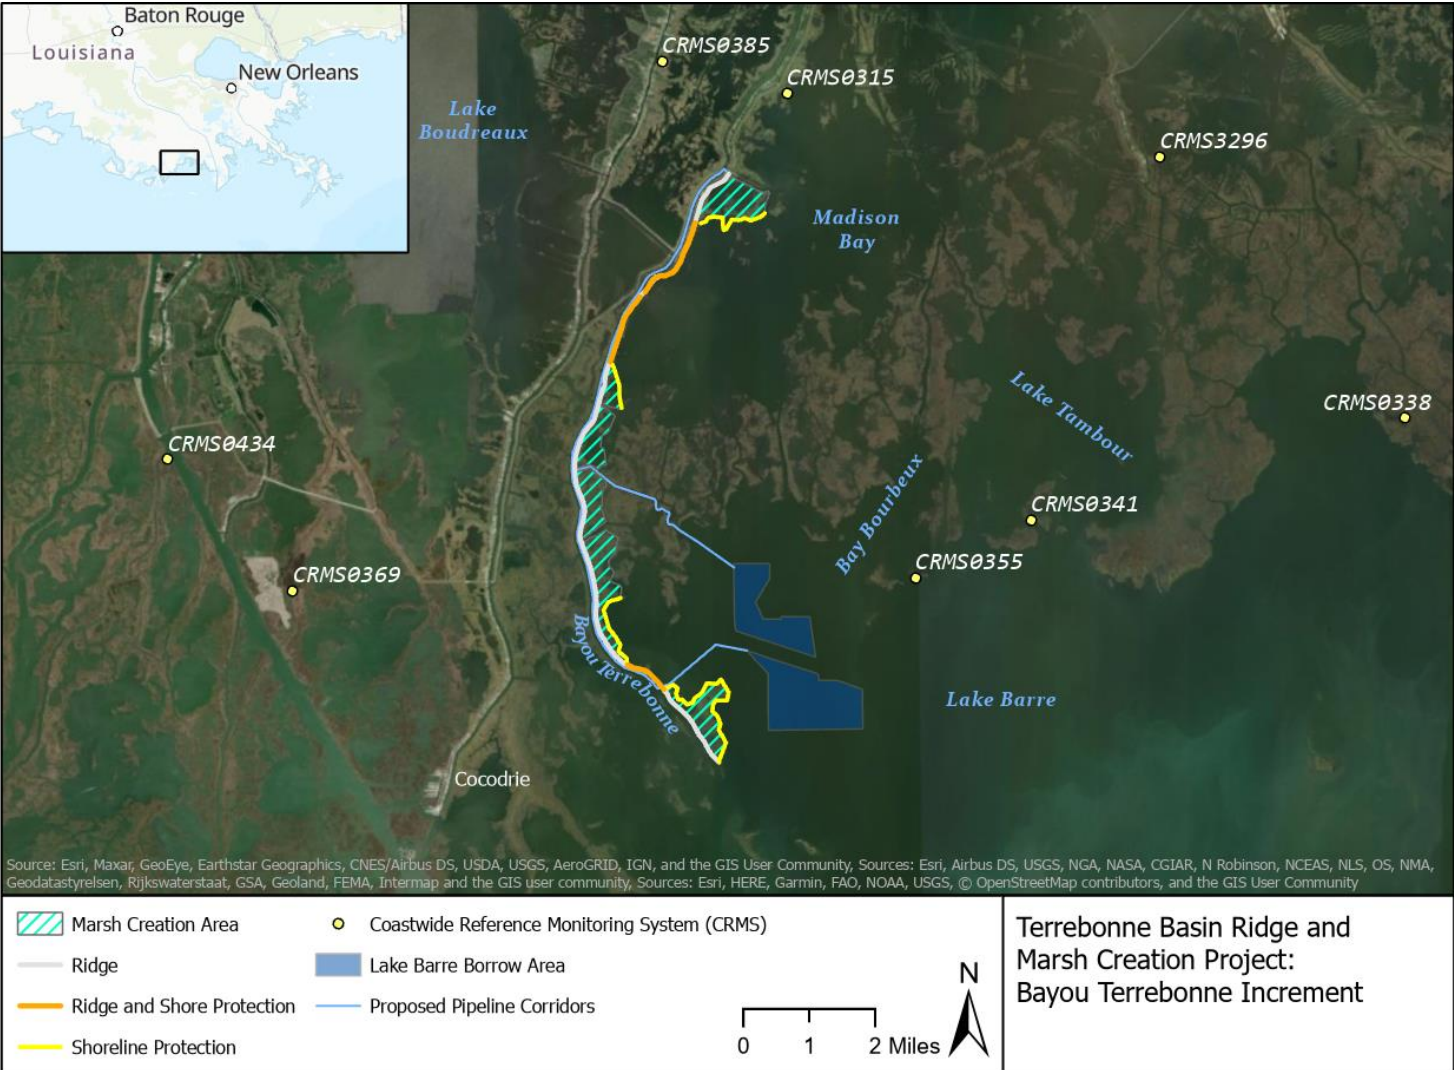 Baton Rouge
Louisiana
New Orleans
CRMS0385
CRMS0315
Lake
Boudreaux
CRMS3296
Madison
Bay
Lake Tambour
CRMS0338
CRMS0434
CRMS0341
Bay Bourbeux
CRMS0355
CRMS0369
Bayou Terrebonne
Lake Barre
Cocodrie
Source: Esri, Maxar, GeoEye, Earthstar Geographics, CNES/Airbus DS, USDA, USGS, AeroGRID, IGN, and the GIS User Community, Sources: Esri, Airbus DS, USGS, NGA, NASA, CGIAR, N Robinson, NCEAS, NLS, OS, NMA,
Geodatastyrelsen, Rijkswaterstaat, GSA, Geoland, FEMA, Intermap and the GIS user community, Sources: Esri, HERE, Garmin, FAO, NOAA, USGS, © OpenStreetMap contributors, and the GIS User Community
Marsh Creation Area
Ridge
Ridge and Shore Protection
Shoreline Protection
Coastwide Reference Monitoring System (CRMS)
Lake Barre Borrow Area
Proposed Pipeline Corridors
0 1 2 Miles
N
Terrebonne Basin Ridge and
Marsh Creation Project:
Bayou Terrebonne Increment